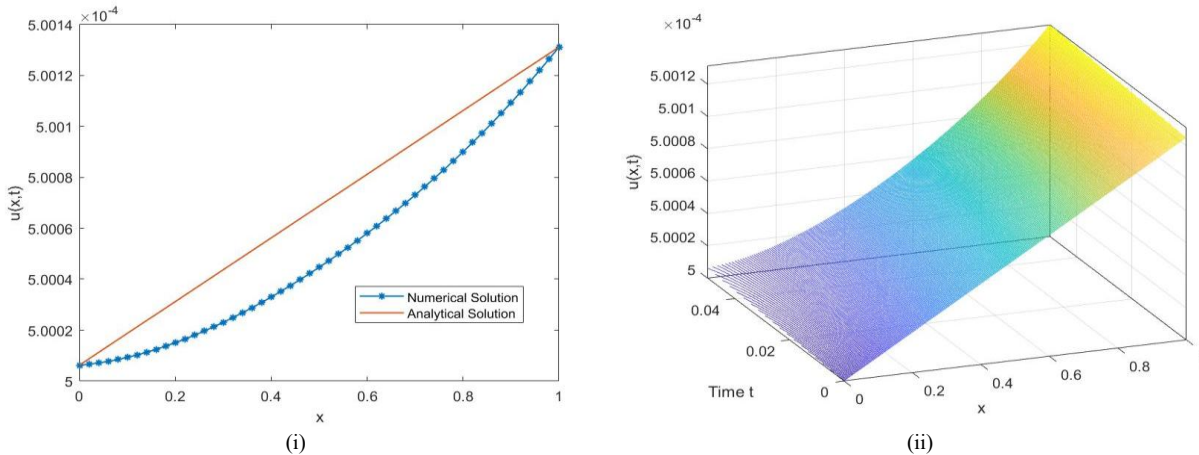 ×10⁻⁴
5.0014
5.0012
5.001
5.0008
5.0006
5.0004
5.0002
5
u(x,t)
Numerical Solution
Analytical Solution
0 0.2 0.4 0.6 0.8 1
x
(i)
×10⁻⁴
5.0012
5.001
5.0008
5.0006
5.0004
5.0002
5
u(x,t)
0.04
0.02
0
Time t
0 0.2 0.4 0.6 0.8
x
(ii)